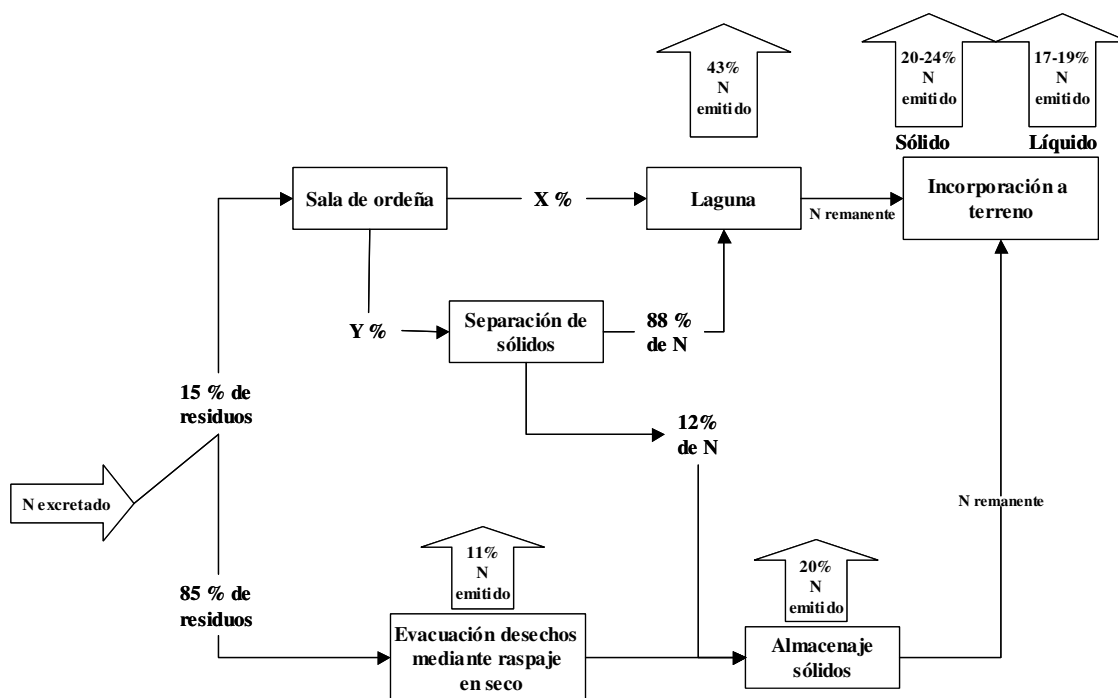 43%
N
emitido
20-24%
N
emitido
17-19%
N
emitido
Sólido
Líquido
Sala de ordeña
X %
Laguna
N remanente
Incorporación a
terreno
Y %
Separación de
sólidos
88 %
de N
15 % de
residuos
12%
de N
N excretado
N remanente
11%
N
emitido
20%
N
emitido
85 % de
residuos
Evacuación desechos
mediante raspaje
en seco
Almacenaje
sólidos